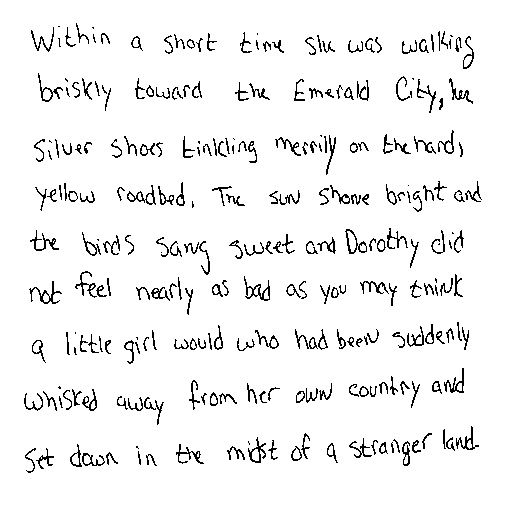 Within a short time she was walking
briskly toward the Emerald City, her
Silver Shoes tinkling merrily on the hard,
yellow roadbed. The sun shone bright and
the birds sang sweet and Dorothy did
not feel nearly as bad as you may think
a little girl would who had been suddenly
whisked away from her own country and
set down in the midst of a stranger land.